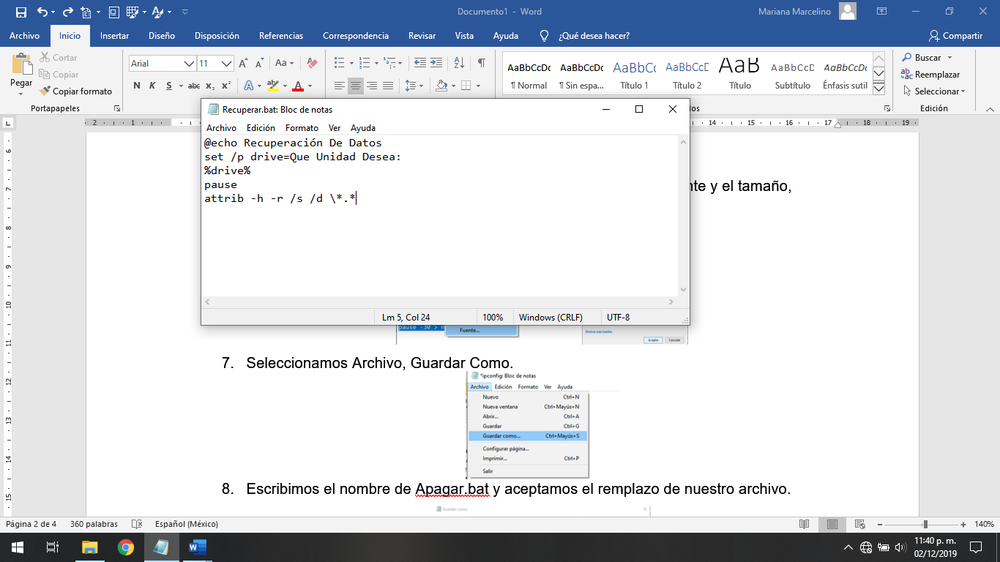 Documento1 - Word
Mariana Marcelino
Archivo Inicio Insertar Diseño Disposición Referencias Correspondencia Revisar Vista Ayuda ¿Qué desea hacer? Compartir
Pegar
Cortar
Copiar
Copiar formato
Portapapeles
Arial 11
N K S abc x₂ x²
AaBbCcDc AaBbCcDc AaBbCc AaBbCcD AaB AaBbCcD AaBbCcDc
¶ Normal ¶ Sin espa... Título 1 Título 2 Título Subtítulo Énfasis sutil
Buscar
Reemplazar
Seleccionar
Edición
Recuperar.bat: Bloc de notas
Archivo Edición Formato Ver Ayuda
@echo Recuperación De Datos
set /p drive=Que Unidad Desea:
%drive%
pause
attrib -h -r /s /d \*.*
Lm 5, Col 24 100% Windows (CRLF) UTF-8
nte y el tamaño,
Fuente...
Mostrar más fuentes
Aceptar Cancelar
7. Seleccionamos Archivo, Guardar Como.
*ipconfig: Bloc de notas
Archivo Edición Formato Ver Ayuda
Nuevo Ctrl+N
Nueva ventana Ctrl+Mayús+N
Abrir... Ctrl+A
Guardar Ctrl+G
Guardar como... Ctrl+Mayús+S
Configurar página...
Imprimir... Ctrl+P
Salir
8. Escribimos el nombre de Apagar.bat y aceptamos el remplazo de nuestro archivo.
Guardar como
Página 2 de 4 360 palabras Español (México) 140%
11:40 p. m.
02/12/2019